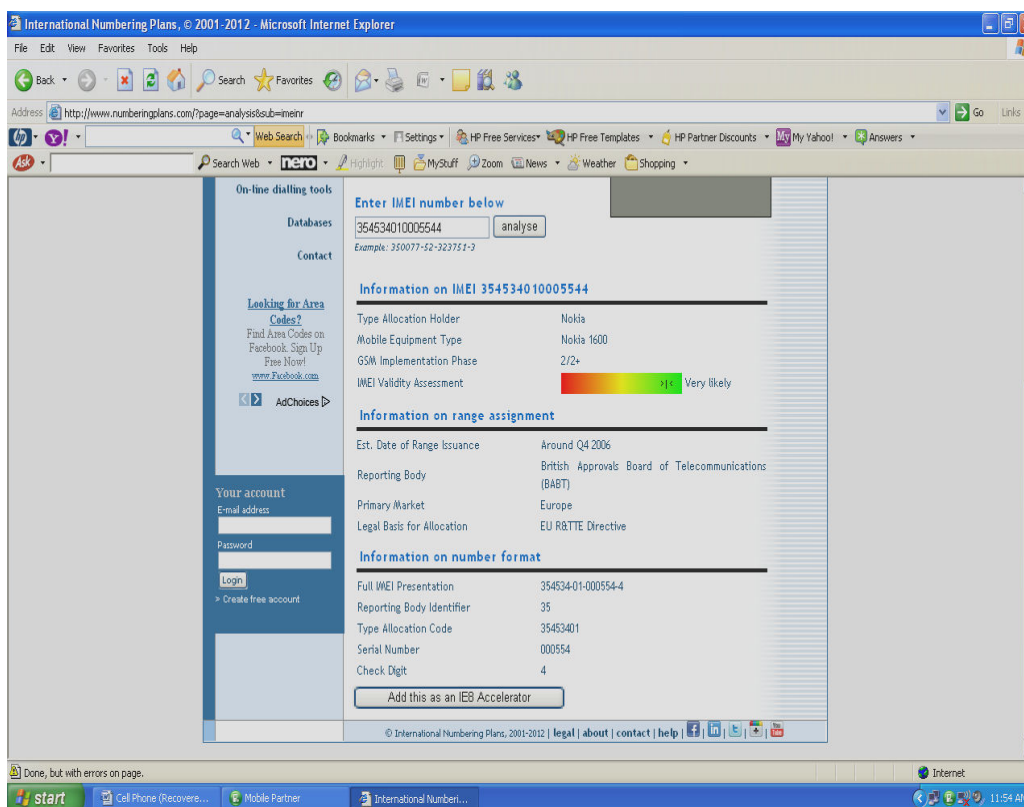 International Numbering Plans, © 2001-2012 - Microsoft Internet Explorer
File Edit View Favorites Tools Help
Back Search Favorites
Address http://www.numberingplans.com/?page=analysis&sub=imeinr Go Links
Web Search Bookmarks Settings HP Free Services HP Free Templates HP Partner Discounts My Yahoo! Answers
Ask Search Web nero Highlight MyStuff Zoom News Weather Shopping
On-line dialling tools
Databases
Contact
Looking for Area
Codes?
Find Area Codes on
Facebook. Sign Up
Free Now!
www.Facebook.com
AdChoices
Your account
E-mail address
Password
Login
» Create free account
Enter IMEI number below
354534010005544 analyse
Example: 350077-52-323751-3
Information on IMEI 354534010005544
Type Allocation Holder Nokia
Mobile Equipment Type Nokia 1600
GSM Implementation Phase 2/2+
IMEI Validity Assessment >|< Very likely
Information on range assignment
Est. Date of Range Issuance Around Q4 2006
Reporting Body British Approvals Board of Telecommunications
(BABT)
Primary Market Europe
Legal Basis for Allocation EU R&TTE Directive
Information on number format
Full IMEI Presentation 354534-01-000554-4
Reporting Body Identifier 35
Type Allocation Code 35453401
Serial Number 000554
Check Digit 4
Add this as an IE8 Accelerator
© International Numbering Plans, 2001-2012 | legal | about | contact | help |
Done, but with errors on page. Internet
start Cell Phone (Recovere... Mobile Partner International Numberi... 11:54 AM